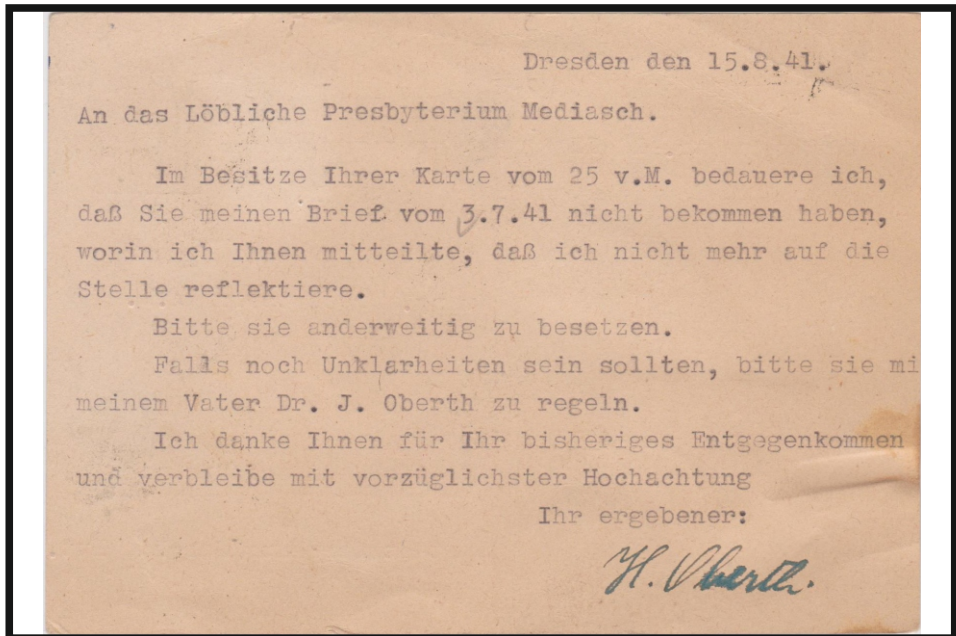 Dresden den 15.8.41.
An das Löbliche Presbyterium Mediasch.
Im Besitze Ihrer Karte vom 25 v.M. bedauere ich,
daß Sie meinen Brief vom 3.7.41 nicht bekommen haben,
worin ich Ihnen mitteilte, daß ich nicht mehr auf die
Stelle reflektiere.
Bitte sie anderweitig zu besetzen.
Falls noch Unklarheiten sein sollten, bitte sie mi
meinem Vater Dr. J. Oberth zu regeln.
Ich danke Ihnen für Ihr bisheriges Entgegenkommen
und verbleibe mit vorzüglichster Hochachtung
Ihr ergebener:
H. Oberth.